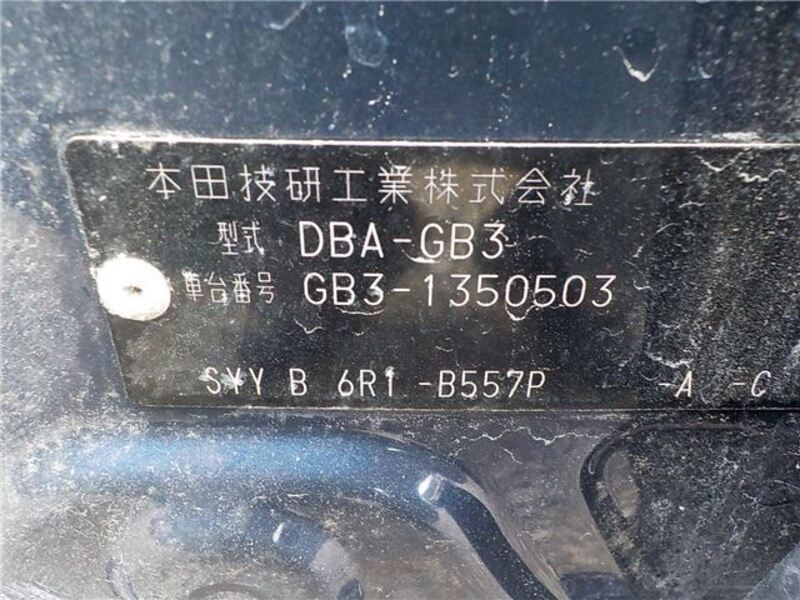 本田技研工業株式会社
型式 DBA-GB3
車台番号 GB3-1350503
SYY B 6R1 -B557P -A -C